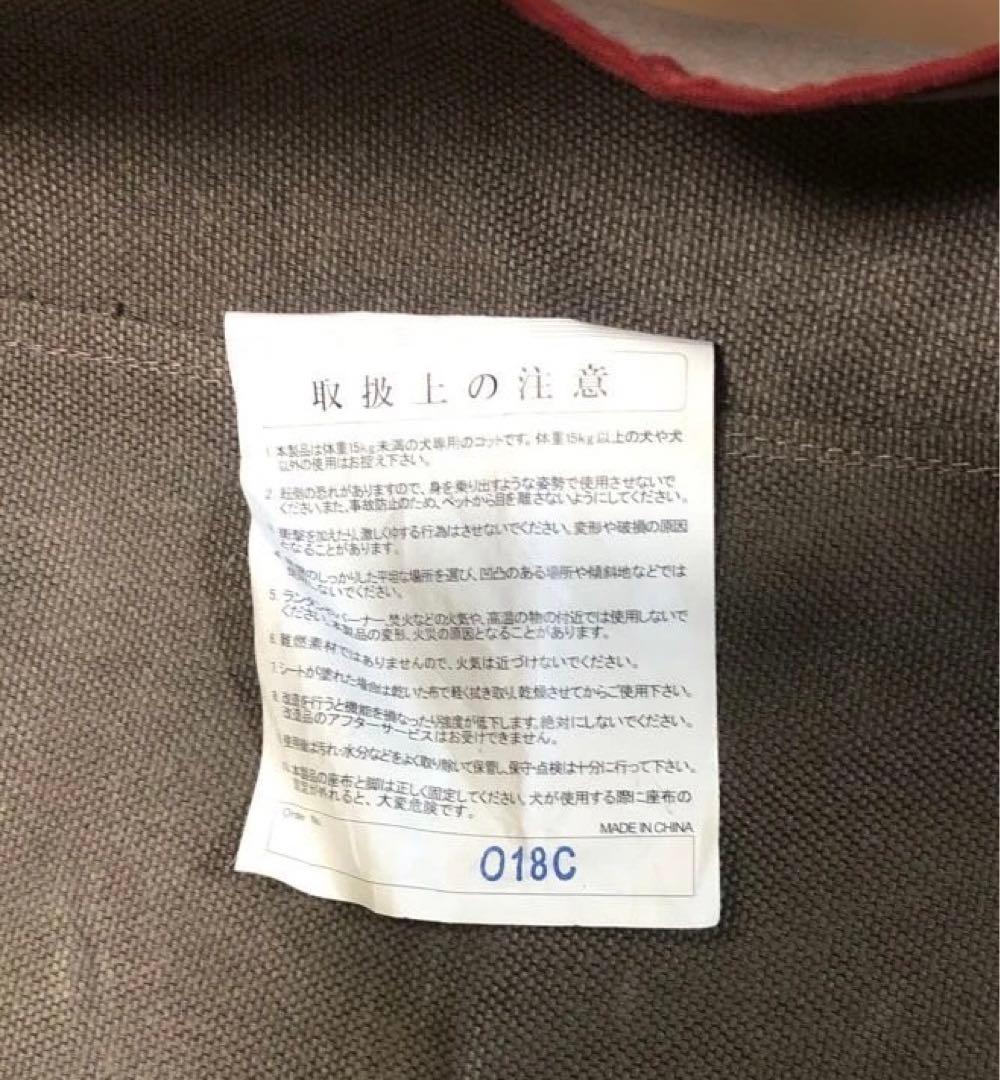 取扱上の注意
1. 本製品は体重15kg未満の犬専用のコットです。体重15kg以上の犬や犬
以外の使用はお控え下さい。
2. 転倒の恐れがありますので、身を乗り出すような姿勢で使用させないで
ください。また、事故防止のため、ペットから目を離さないようにしてください。
衝撃を加えたり、激しく する行為はさせないでください。変形や破損の原因
となることがあります。
のしっかりした平坦な場所を選び、凹凸のある場所や傾斜地などでは
ないでください。
5. ランタンやバーナー、焚火などの火気や、高温の物の付近では使用しないで
ください。本製品の変形、火災の原因となることがあります。
6. 難燃素材ではありませんので、火気は近づけないでください。
7. シートが濡れた場合は乾いた布で軽く拭き取り、乾燥させてからご使用下さい。
8. 改造を行うと機能を損なったり強度が低下します。絶対にしないでください。
改造品のアフターサービスはお受けできません。
使用後は汚れ・水分などをよく取り除いて保管し、保守・点検は十分に行って下さい。
10. 本製品の座布と脚は正しく固定してください。犬が使用する際に座布の
固定が外れると、大変危険です。
Order No.
MADE IN CHINA
018C